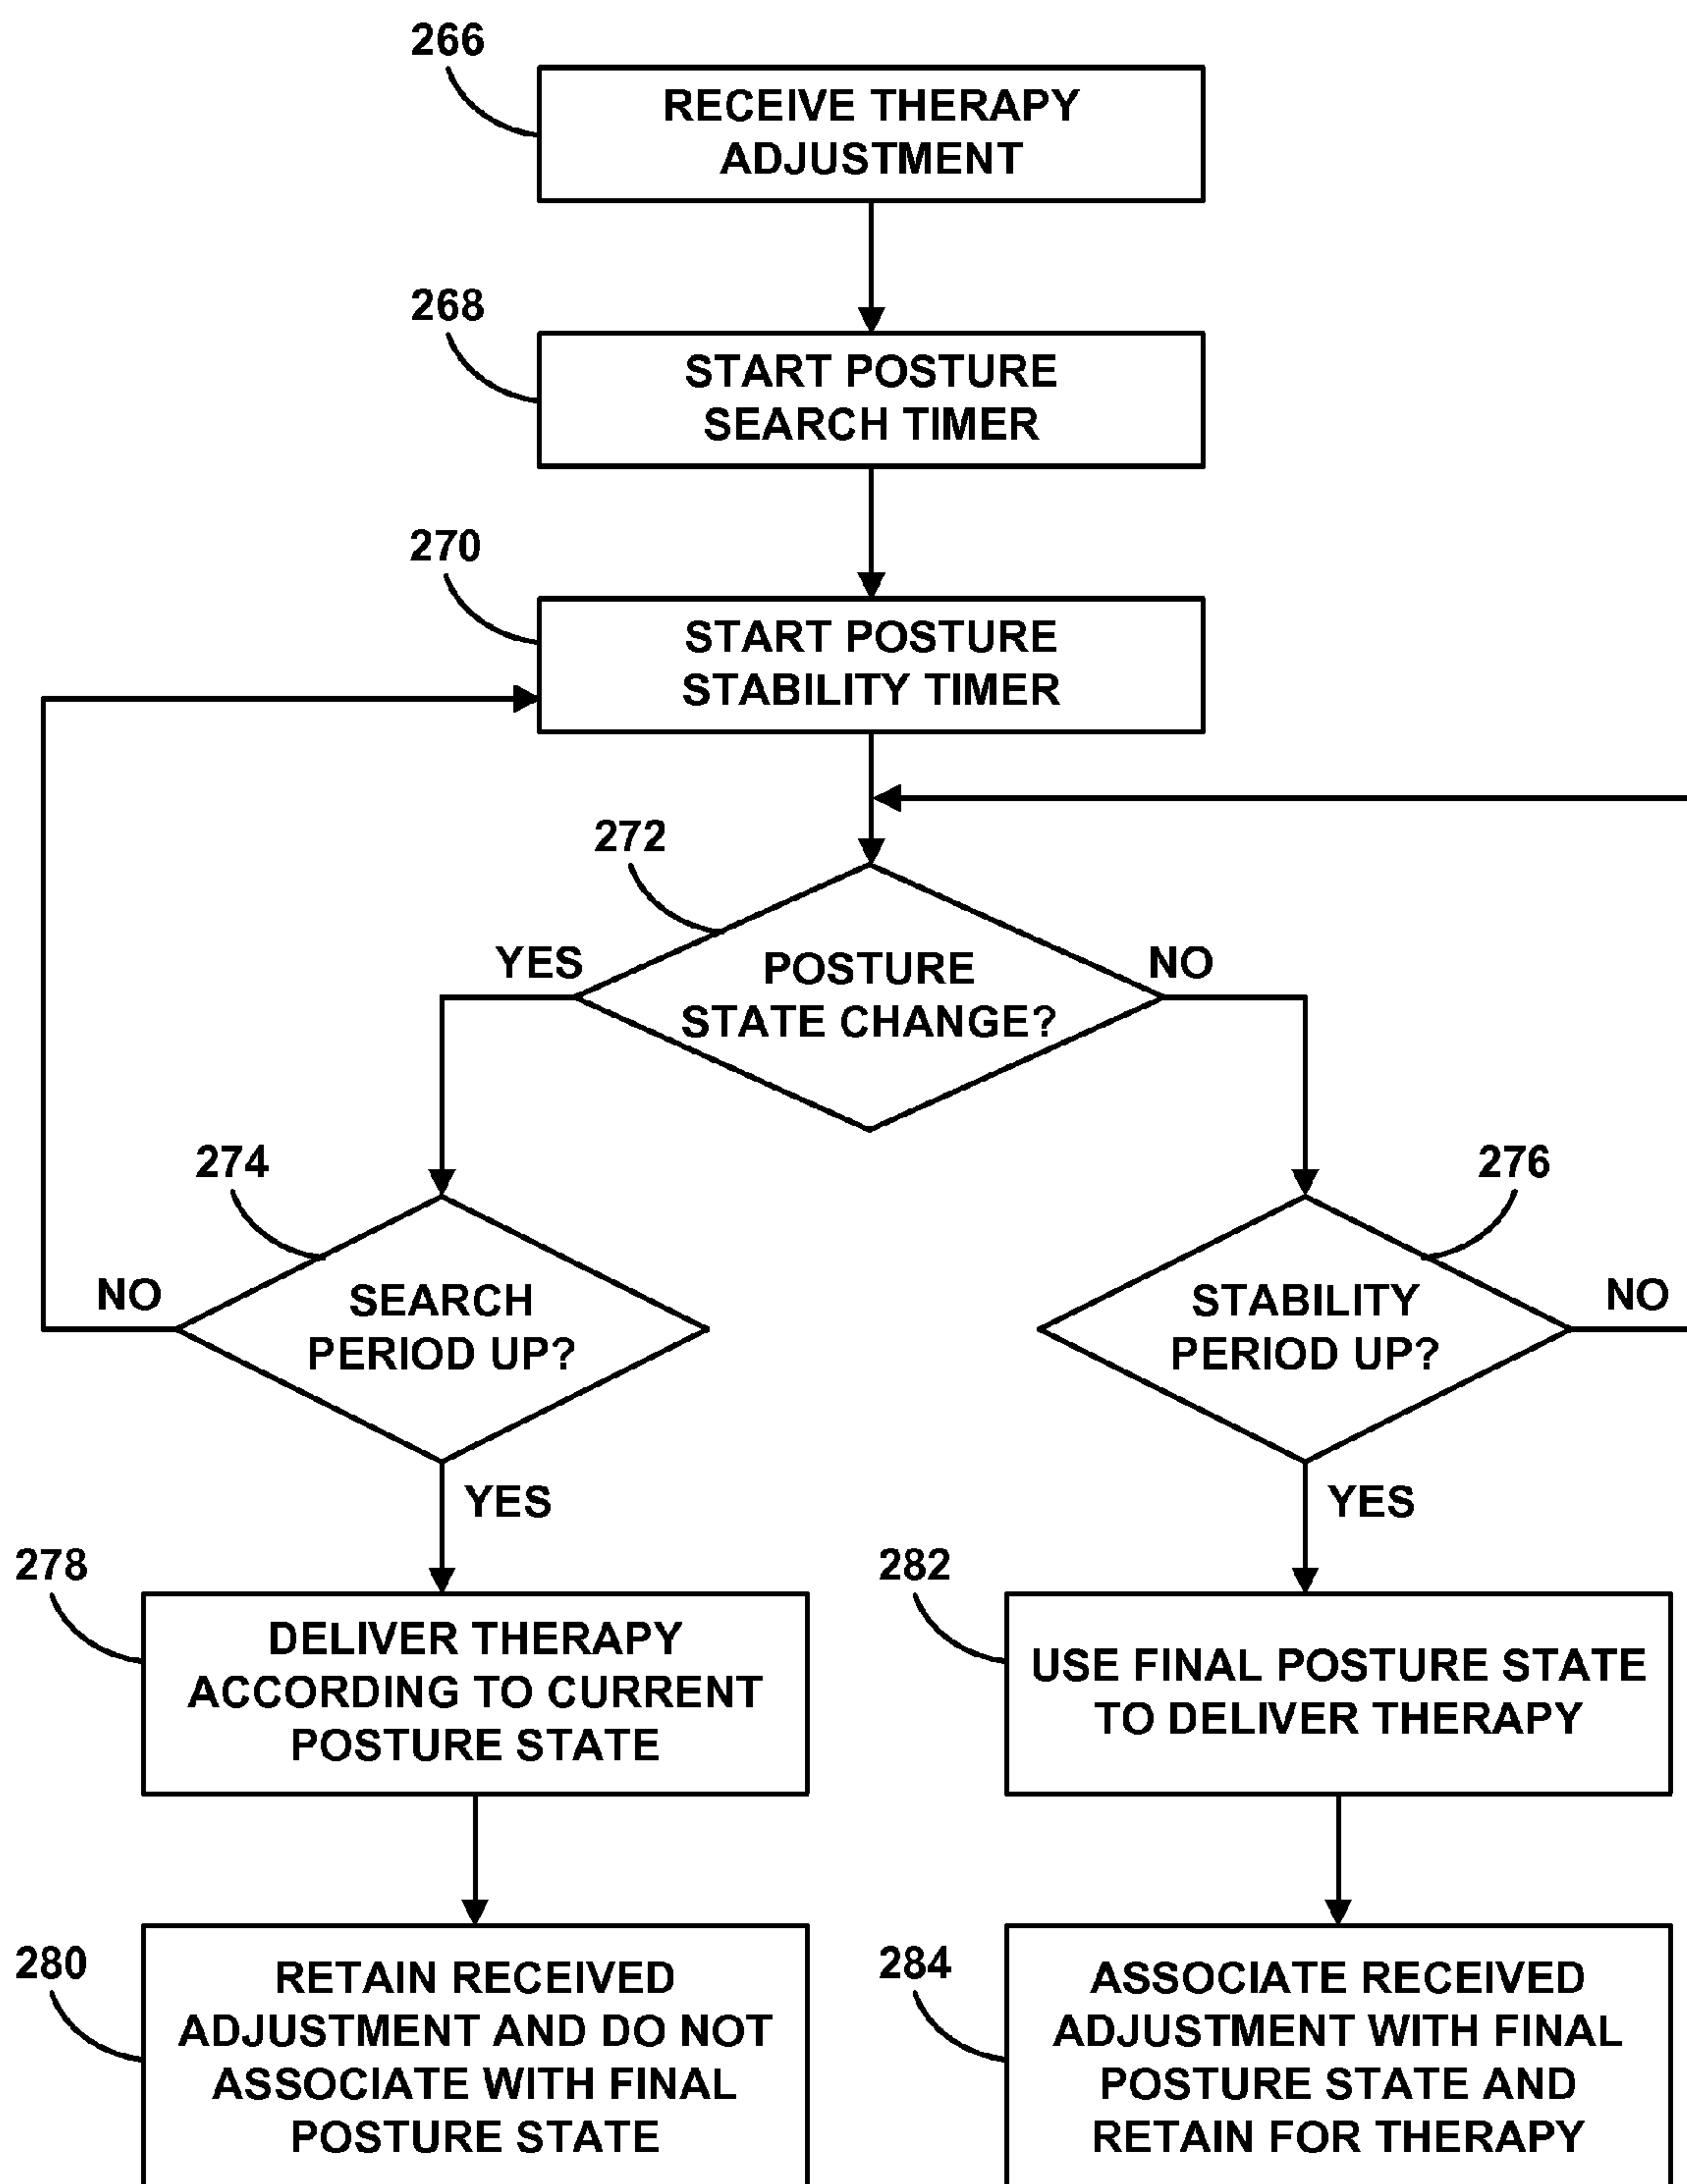 266
RECEIVE THERAPY
ADJUSTMENT
268
START POSTURE
SEARCH TIMER
270
START POSTURE
STABILITY TIMER
272
YES
POSTURE
STATE CHANGE?
NO
274
NO
SEARCH
PERIOD UP?
YES
276
STABILITY
PERIOD UP?
NO
YES
278
DELIVER THERAPY
ACCORDING TO CURRENT
POSTURE STATE
282
USE FINAL POSTURE STATE
TO DELIVER THERAPY
280
RETAIN RECEIVED
ADJUSTMENT AND DO NOT
ASSOCIATE WITH FINAL
POSTURE STATE
284
ASSOCIATE RECEIVED
ADJUSTMENT WITH FINAL
POSTURE STATE AND
RETAIN FOR THERAPY